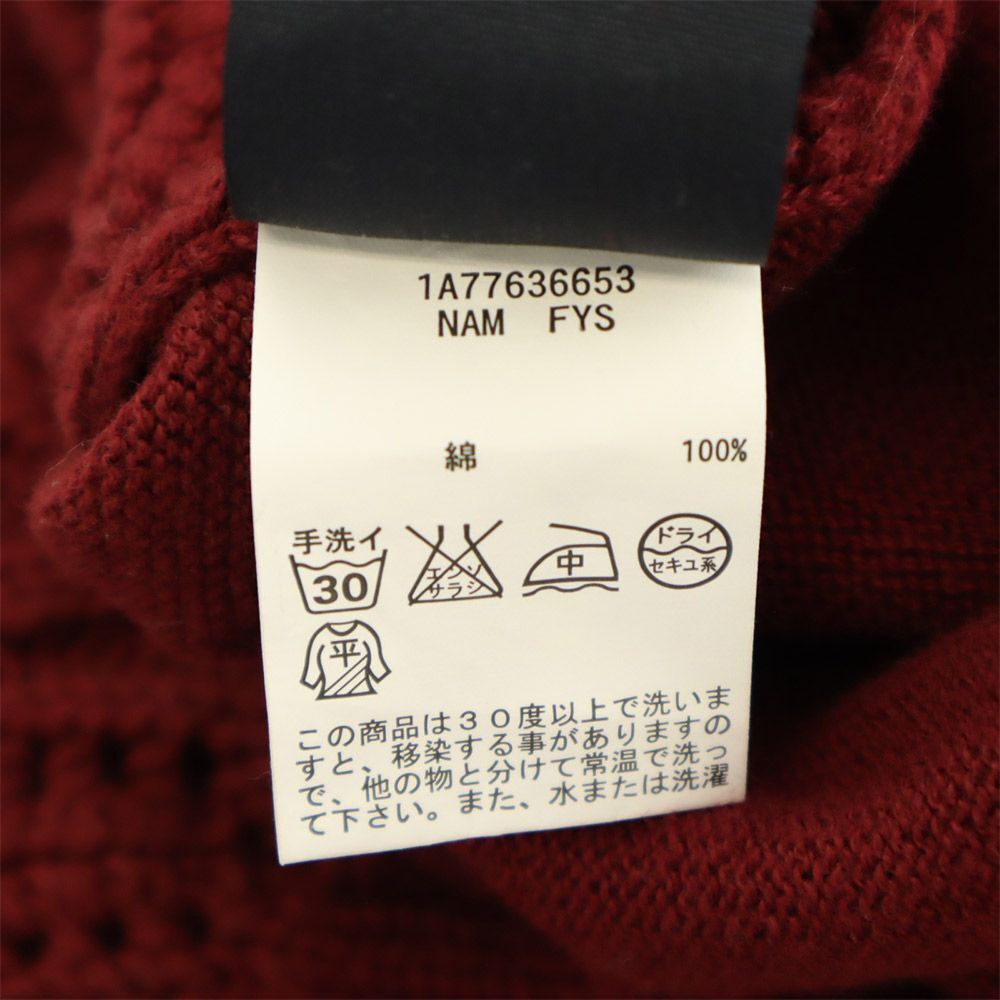 1A77636653
NAM FYS
綿 100%
手洗イ
30
エンソ
サラシ
中
ドライ
セキユ系
平
この商品は３０度以上で洗いま
すと、移染する事がありますの
で、他の物と分けて常温で洗っ
て下さい。また、水または洗濯